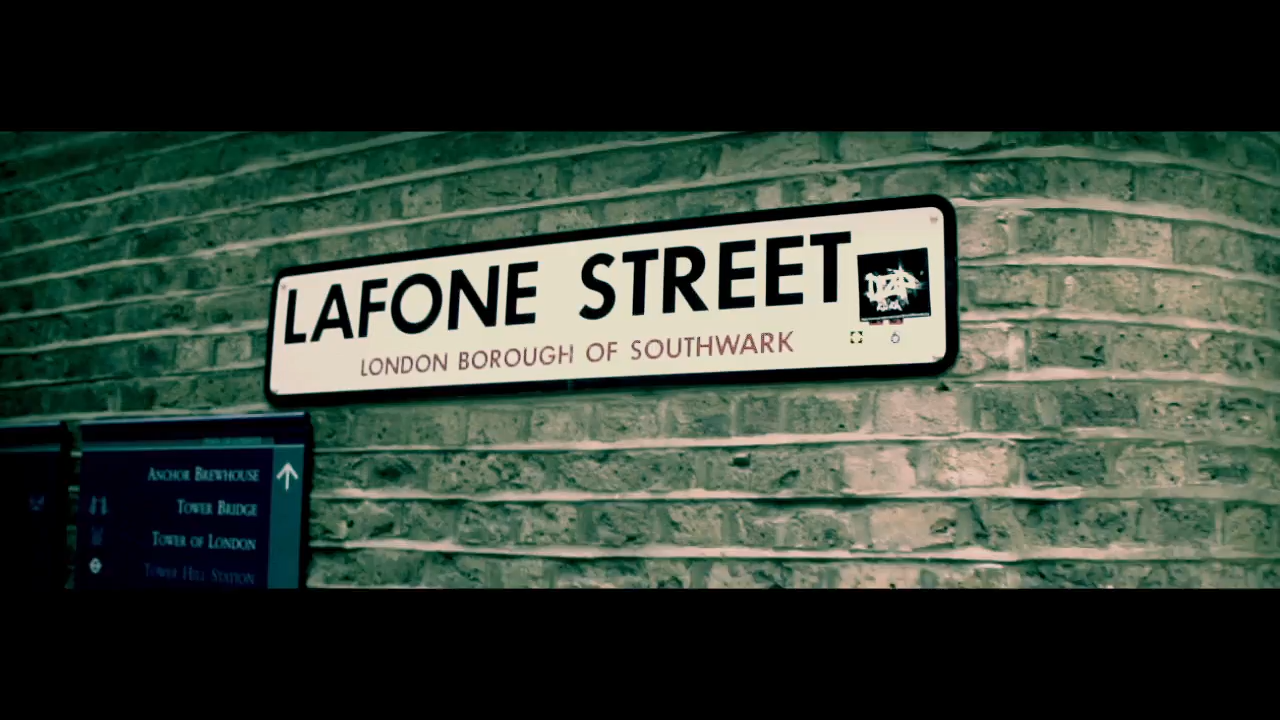 LAFONE STREET
LONDON BOROUGH OF SOUTHWARK
ANCHOR BREWHOUSE
TOWER BRIDGE
TOWER OF LONDON
TOWER HILL STATION